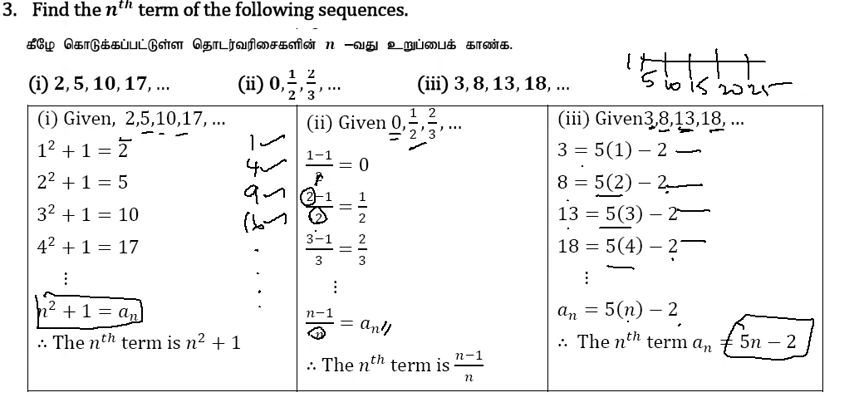 3. Find the nᵗʰ term of the following sequences.
கீழே கொடுக்கப்பட்டுள்ள தொடர்வரிசைகளின் n –வது உறுப்பைக் காண்க.
(i) 2, 5, 10, 17, ... (ii) 0, 1/2, 2/3, ... (iii) 3, 8, 13, 18, ...
5 10 15 20 25
(i) Given, 2,5,10,17, ...
1² + 1 = 2
2² + 1 = 5
3² + 1 = 10
4² + 1 = 17
⋮
n² + 1 = aₙ
∴ The nᵗʰ term is n² + 1
1
4
9
16
(ii) Given 0, 1/2, 2/3, ...
(1−1)/1 = 0
(2−1)/2 = 1/2
(3−1)/3 = 2/3
⋮
(n−1)/n = aₙ
∴ The nᵗʰ term is (n−1)/n
(iii) Given3,8,13,18, ...
3 = 5(1) − 2
8 = 5(2) − 2
13 = 5(3) − 2
18 = 5(4) − 2
⋮
aₙ = 5(n) − 2
∴ The nᵗʰ term aₙ = 5n − 2